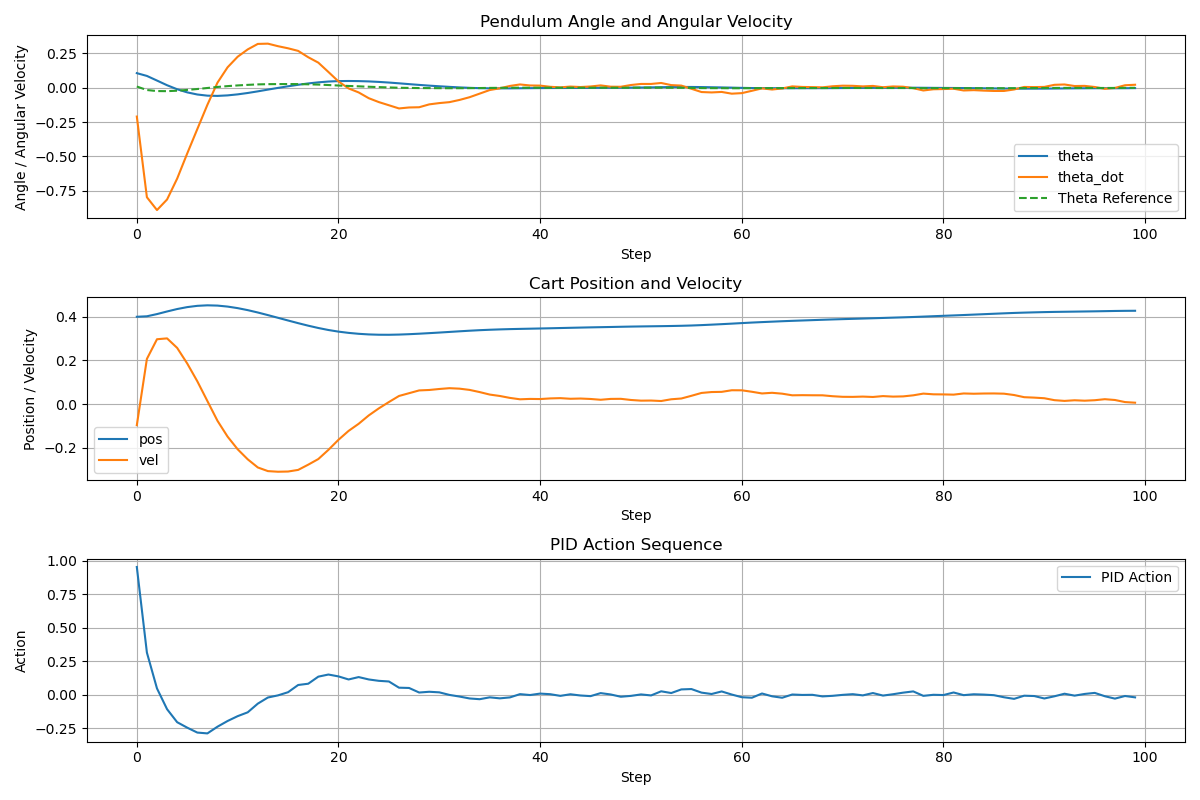 Pendulum Angle and Angular Velocity
Angle / Angular Velocity
0.25
0.00
−0.25
−0.50
−0.75
theta
theta_dot
Theta Reference
0 20 40 60 80 100
Step
Cart Position and Velocity
Position / Velocity
0.4
0.2
0.0
−0.2
pos
vel
0 20 40 60 80 100
Step
PID Action Sequence
Action
1.00
0.75
0.50
0.25
0.00
−0.25
PID Action
0 20 40 60 80 100
Step